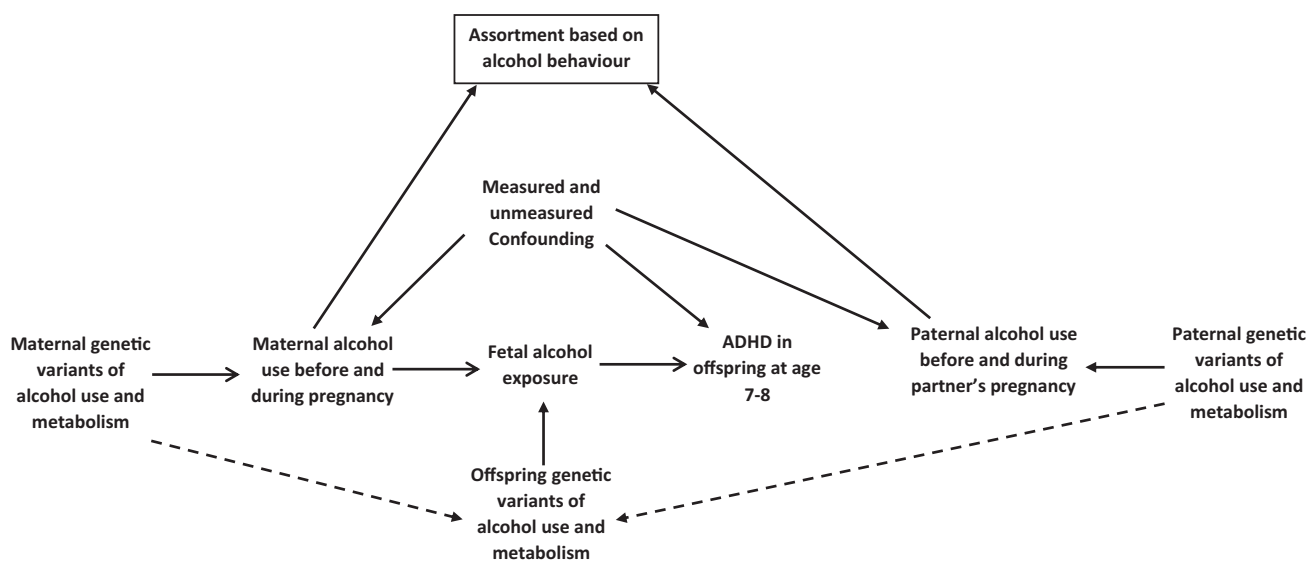 Assortment based on
alcohol behaviour
Measured and
unmeasured
Confounding
Maternal genetic
variants of
alcohol use and
metabolism
Maternal alcohol
use before and
during pregnancy
Fetal alcohol
exposure
ADHD in
offspring at age
7-8
Paternal alcohol use
before and during
partner's pregnancy
Paternal genetic
variants of
alcohol use and
metabolism
Offspring genetic
variants of
alcohol use and
metabolism